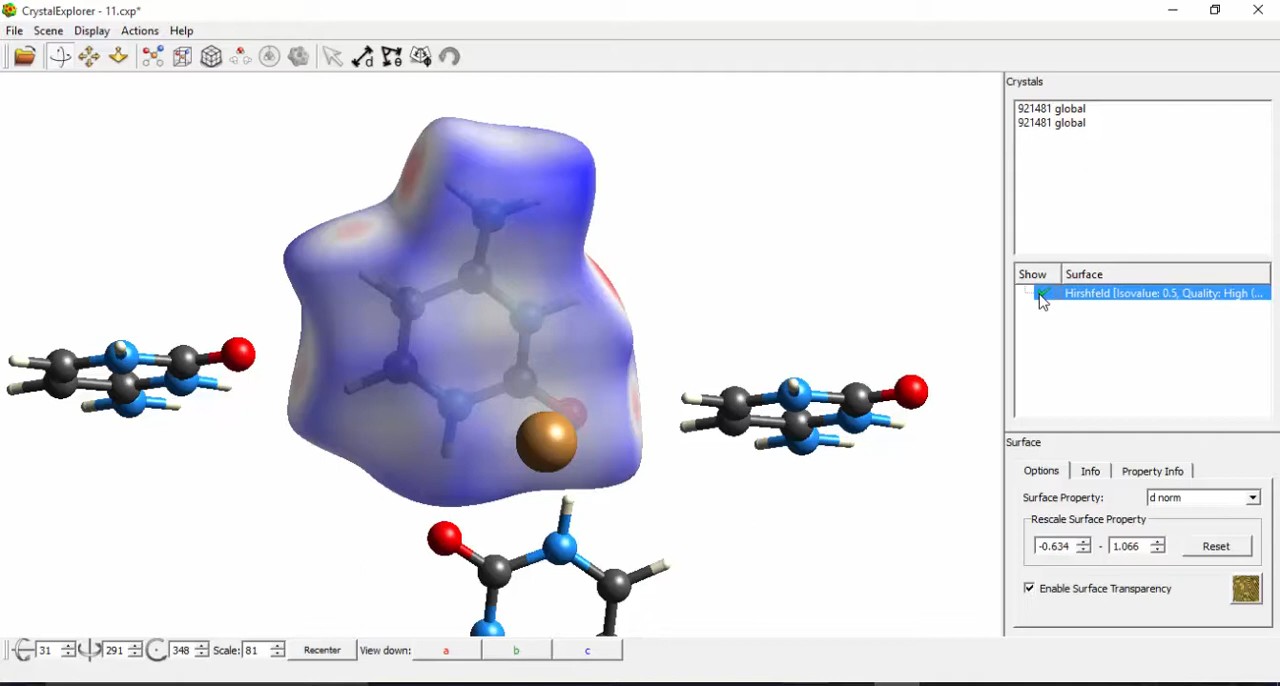 CrystalExplorer - 11.cxp*
File Scene Display Actions Help
Crystals
921481 global
921481 global
Show Surface
Hirshfeld [Isovalue: 0.5, Quality: High (...
Surface
Options Info Property Info
Surface Property: d norm
Rescale Surface Property
-0.634 - 1.066 Reset
Enable Surface Transparency
31 291 348 Scale: 81 Recenter View down: a b c